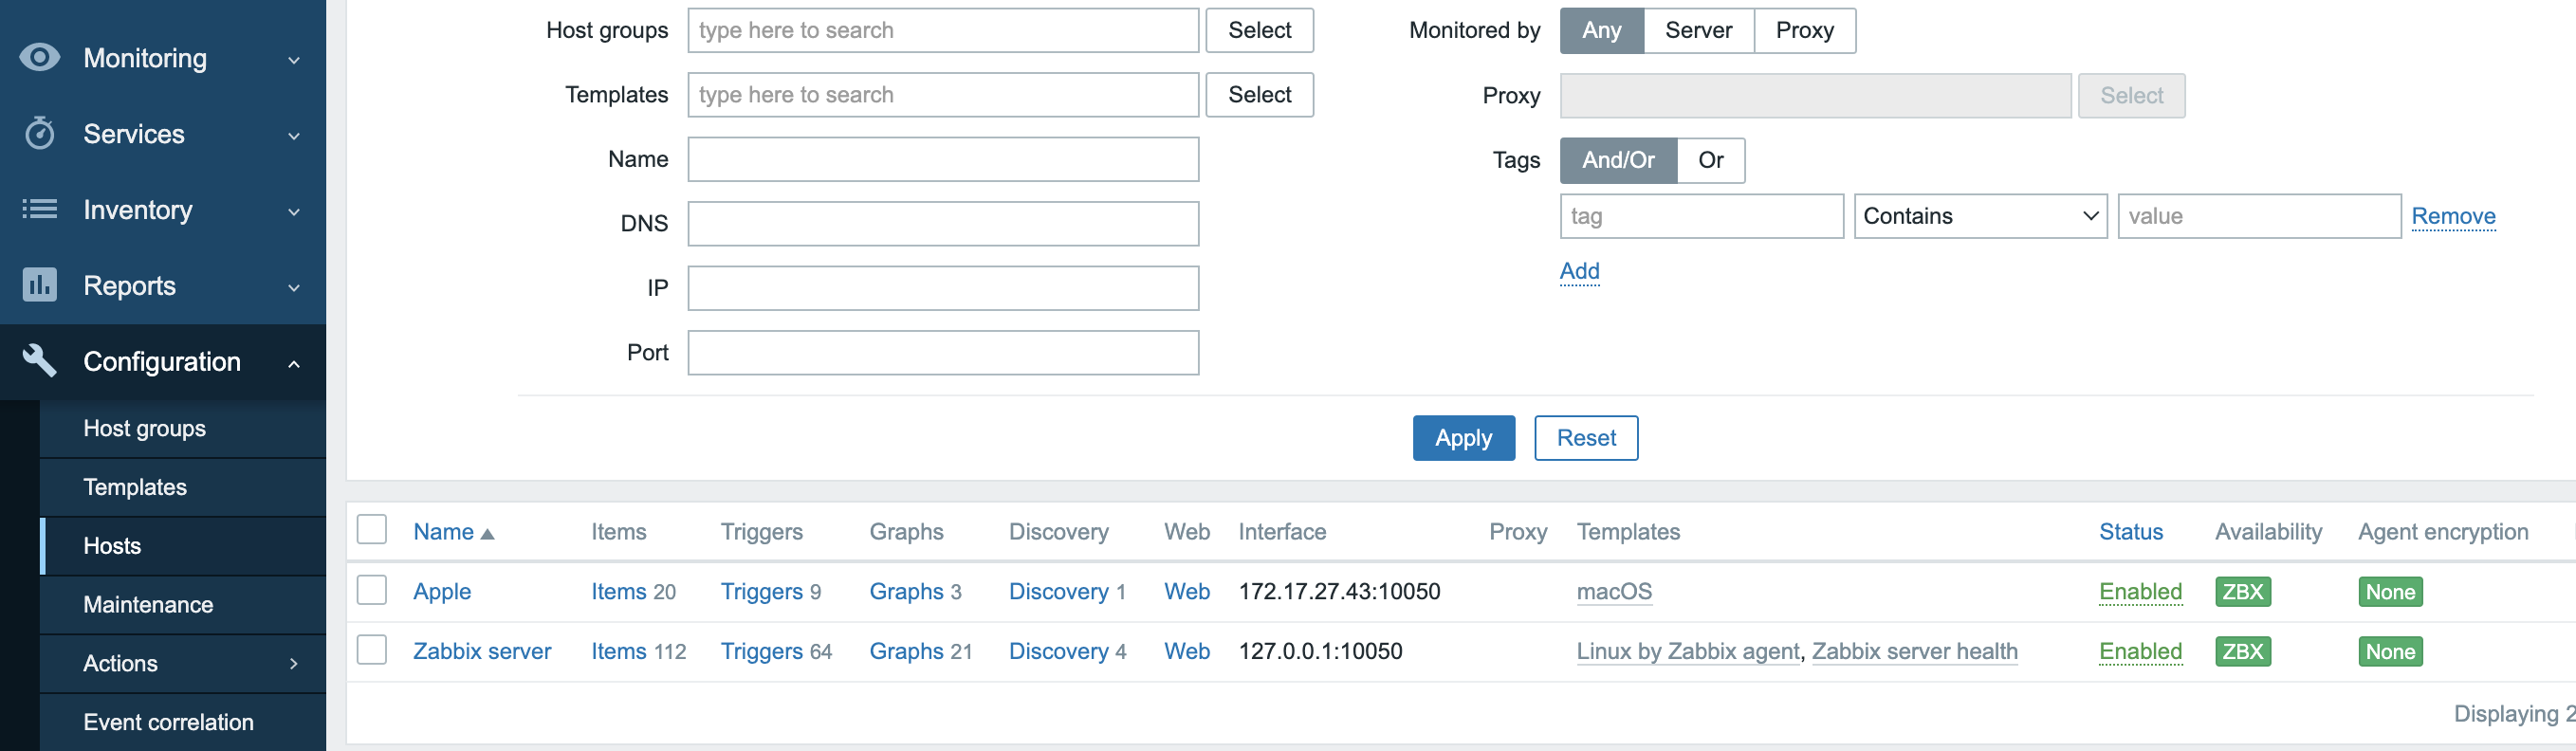 Monitoring
Services
Inventory
Reports
Configuration
Host groups
Templates
Hosts
Maintenance
Actions
Event correlation
Host groups type here to search Select
Templates type here to search Select
Name
DNS
IP
Port
Monitored by Any Server Proxy
Proxy Select
Tags And/Or Or
tag Contains value Remove
Add
Apply Reset
Name Items Triggers Graphs Discovery Web Interface Proxy Templates Status Availability Agent encryption
Apple Items 20 Triggers 9 Graphs 3 Discovery 1 Web 172.17.27.43:10050 macOS Enabled ZBX None
Zabbix server Items 112 Triggers 64 Graphs 21 Discovery 4 Web 127.0.0.1:10050 Linux by Zabbix agent, Zabbix server health Enabled ZBX None
Displaying 2